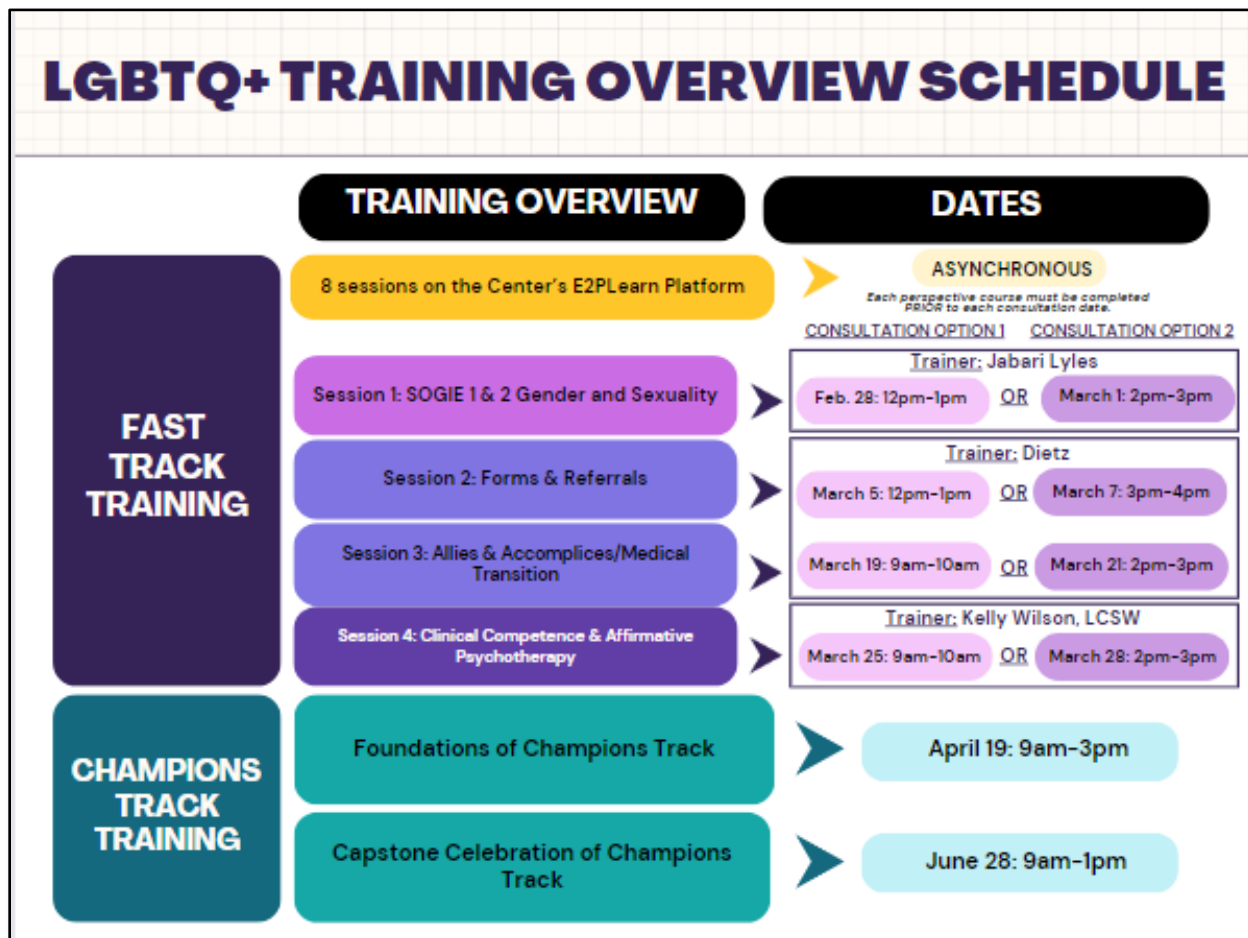 LGBTQ+ TRAINING OVERVIEW SCHEDULE
TRAINING OVERVIEW
DATES
FAST
TRACK
TRAINING
8 sessions on the Center's E2PLearn Platform
ASYNCHRONOUS
Each perspective course must be completed
PRIOR to each consultation date.
CONSULTATION OPTION 1 CONSULTATION OPTION 2
Session 1: SOGIE 1 & 2 Gender and Sexuality
Trainer: Jabari Lyles
Feb. 28: 12pm-1pm OR March 1: 2pm-3pm
Session 2: Forms & Referrals
Trainer: Dietz
March 5: 12pm-1pm OR March 7: 3pm-4pm
Session 3: Allies & Accomplices/Medical
Transition
March 19: 9am-10am OR March 21: 2pm-3pm
Session 4: Clinical Competence & Affirmative
Psychotherapy
Trainer: Kelly Wilson, LCSW
March 25: 9am-10am OR March 28: 2pm-3pm
CHAMPIONS
TRACK
TRAINING
Foundations of Champions Track
April 19: 9am-3pm
Capstone Celebration of Champions
Track
June 28: 9am-1pm